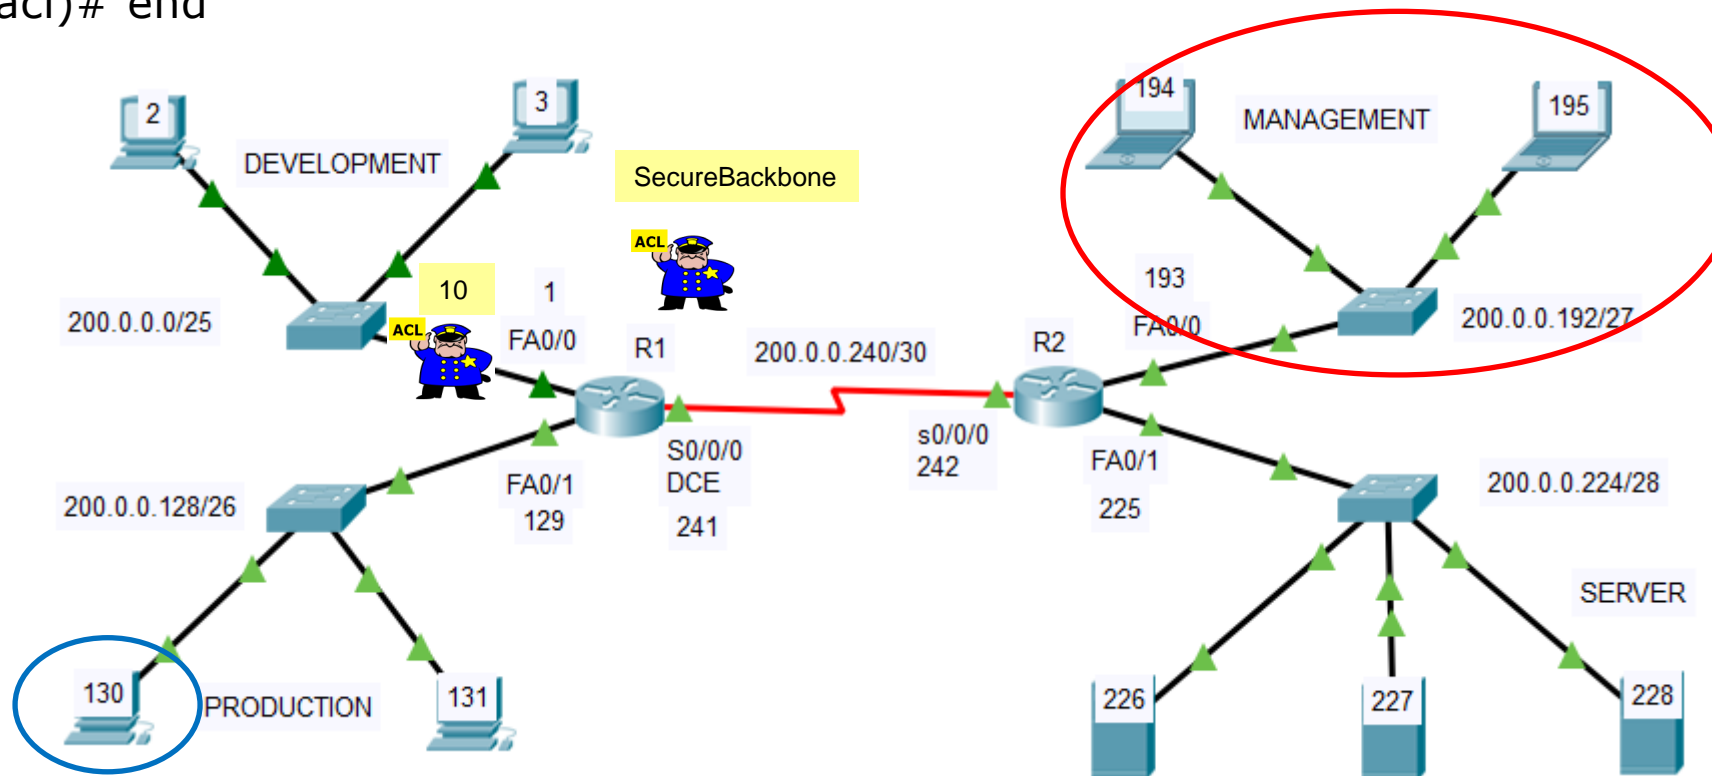 acl)# end
2
3
DEVELOPMENT
SecureBackbone
ACL
194
MANAGEMENT
195
10
1
193
200.0.0.0/25
ACL
FA0/0
R1
200.0.0.240/30
R2
FA0/0
200.0.0.192/27
S0/0/0
DCE
241
s0/0/0
242
FA0/1
225
200.0.0.128/26
FA0/1
129
200.0.0.224/28
SERVER
130
PRODUCTION
131
226
227
228